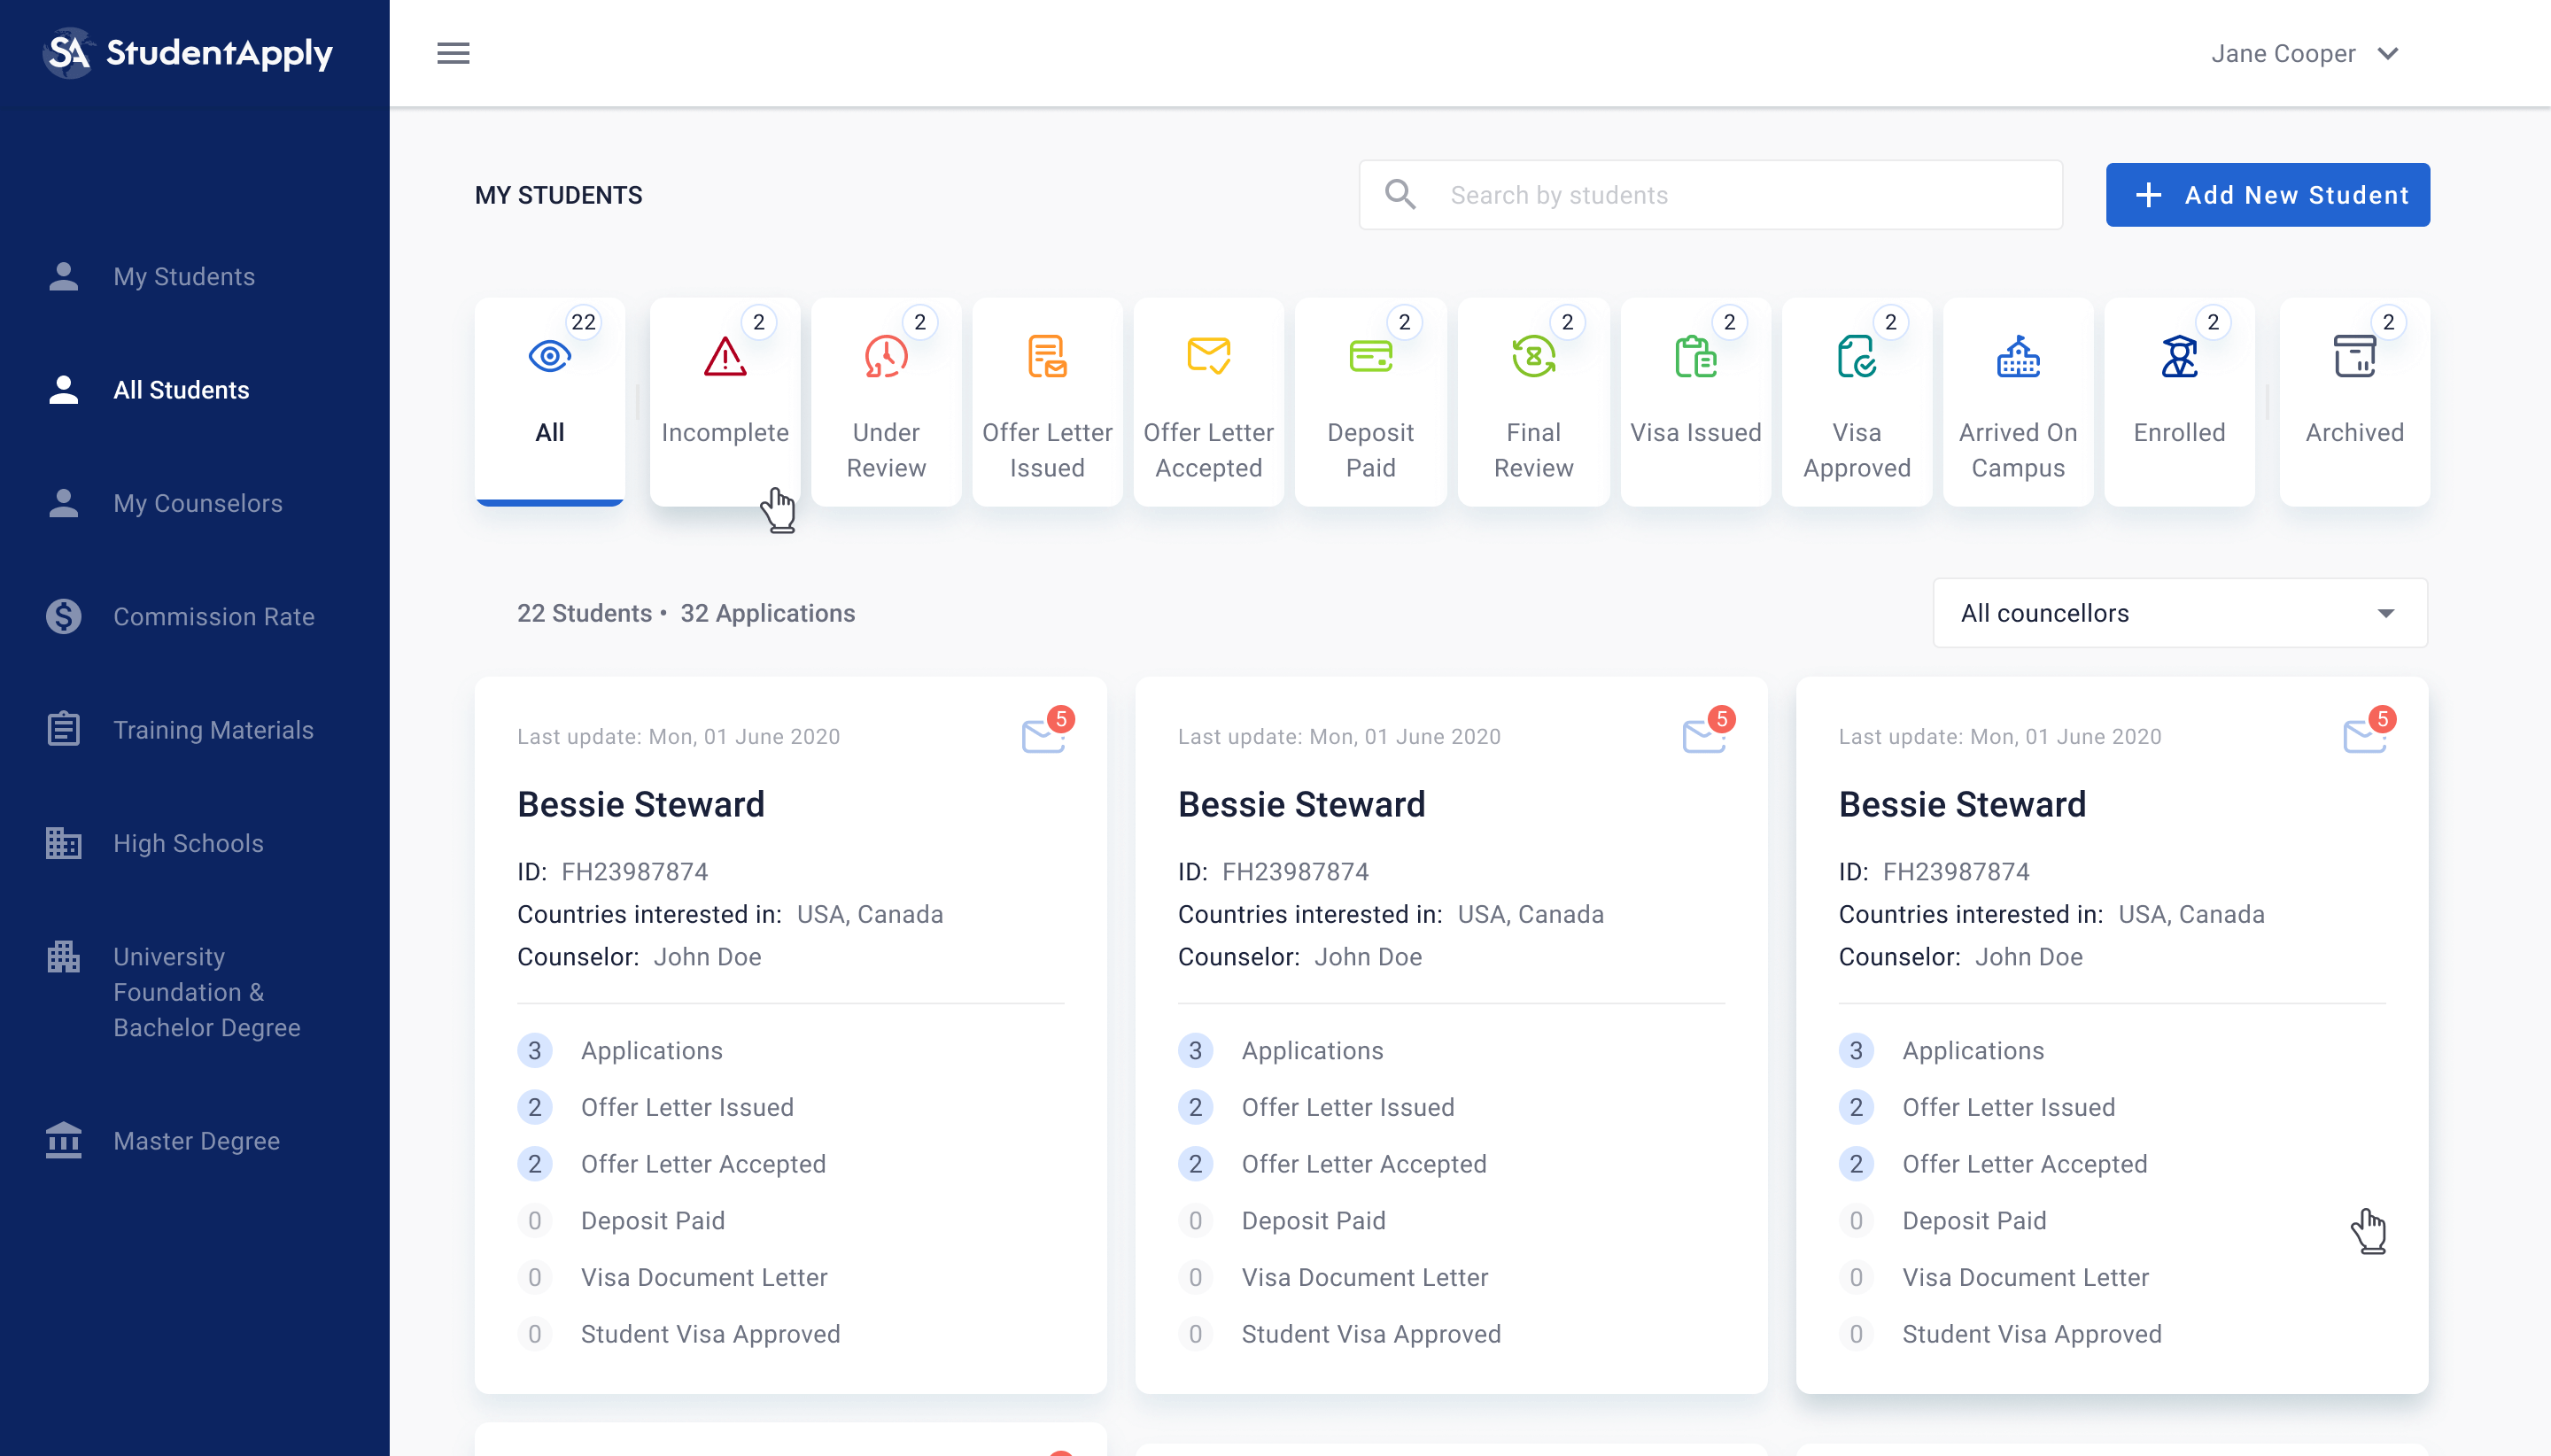 SA StudentApply
Jane Cooper
My Students
All Students
My Counselors
Commission Rate
Training Materials
High Schools
University
Foundation &
Bachelor Degree
Master Degree
MY STUDENTS
Search by students
Add New Student
22
All
2
Incomplete
2
Under
Review
Offer Letter
Issued
Offer Letter
Accepted
2
Deposit
Paid
2
Final
Review
2
Visa Issued
2
Visa
Approved
Arrived On
Campus
2
Enrolled
2
Archived
22 Students • 32 Applications
All councellors
Last update: Mon, 01 June 2020
5
Bessie Steward
ID: FH23987874
Countries interested in: USA, Canada
Counselor: John Doe
3 Applications
2 Offer Letter Issued
2 Offer Letter Accepted
0 Deposit Paid
0 Visa Document Letter
0 Student Visa Approved
Last update: Mon, 01 June 2020
5
Bessie Steward
ID: FH23987874
Countries interested in: USA, Canada
Counselor: John Doe
3 Applications
2 Offer Letter Issued
2 Offer Letter Accepted
0 Deposit Paid
0 Visa Document Letter
0 Student Visa Approved
Last update: Mon, 01 June 2020
5
Bessie Steward
ID: FH23987874
Countries interested in: USA, Canada
Counselor: John Doe
3 Applications
2 Offer Letter Issued
2 Offer Letter Accepted
0 Deposit Paid
0 Visa Document Letter
0 Student Visa Approved